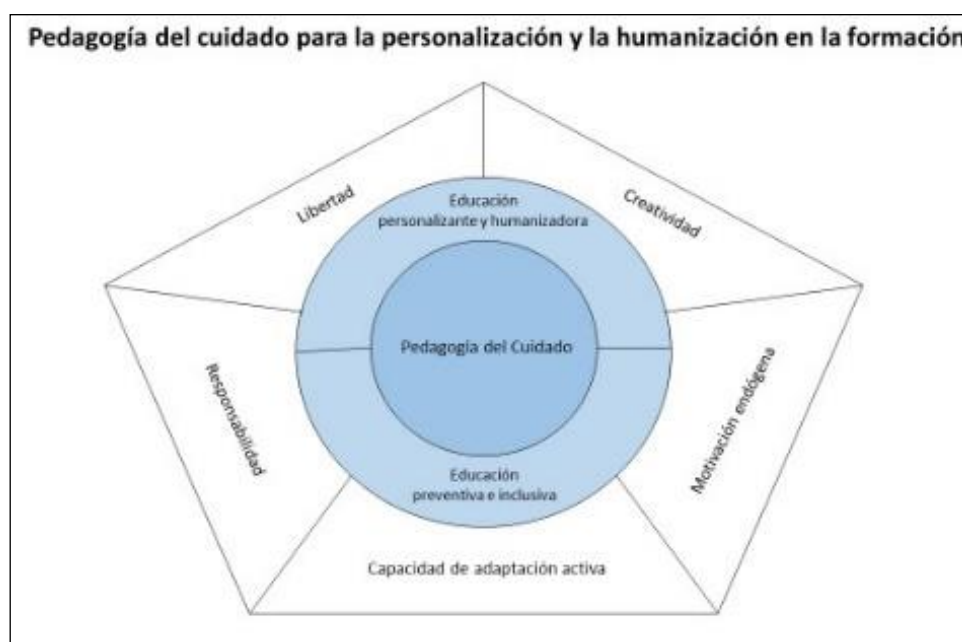 Pedagogía del cuidado para la personalización y la humanización en la formación
Libertad
Creatividad
Educación
personalizante y humanizadora
Pedagogía del Cuidado
Responsabilidad
Motivación endógena
Educación
preventiva e inclusiva
Capacidad de adaptación activa